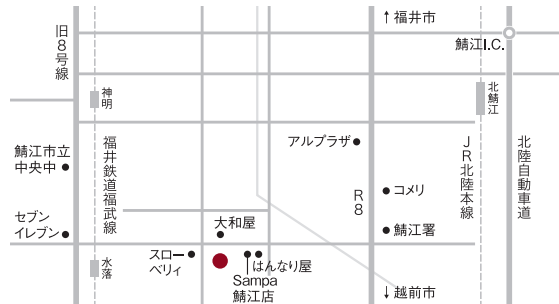 ↑福井市
旧8号線
鯖江I.C.
神明
北鯖江
福井鉄道福武線
アルプラザ
JR北陸本線
北陸自動車道
鯖江市立
中央中
R8
コメリ
セブン
イレブン
大和屋
鯖江署
水落
スロー
ベリィ
はんなり屋
Sampa
鯖江店
↓越前市